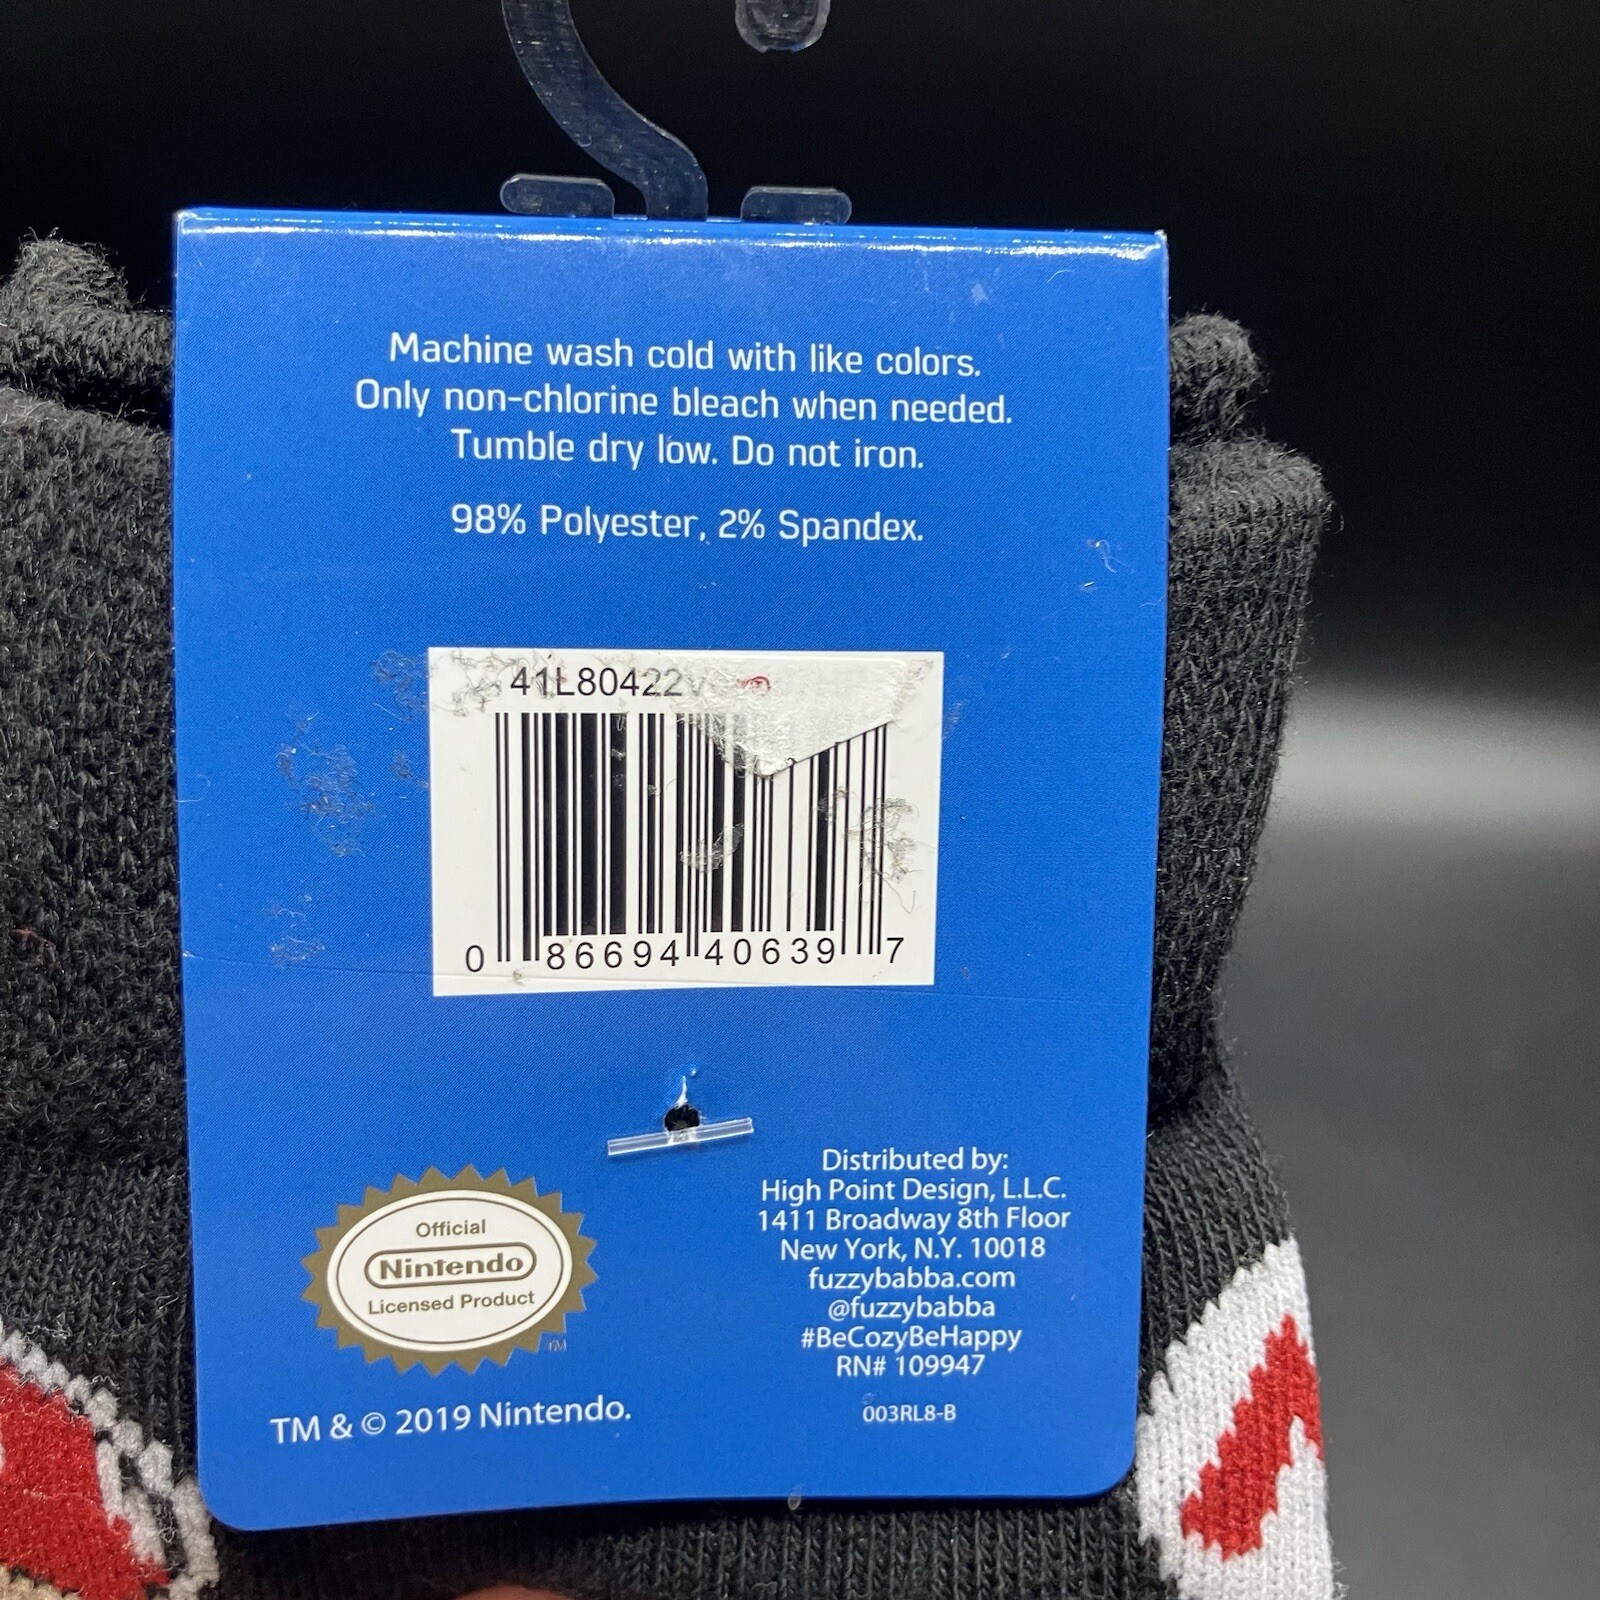 Machine wash cold with like colors.
Only non-chlorine bleach when needed.
Tumble dry low. Do not iron.
98% Polyester, 2% Spandex.
41L80422
0 86694 40639 7
Official
Nintendo
Licensed Product
TM
TM & © 2019 Nintendo.
Distributed by:
High Point Design, L.L.C.
1411 Broadway 8th Floor
New York, N.Y. 10018
fuzzybabba.com
@fuzzybabba
#BeCozyBeHappy
RN# 109947
003RL8-B